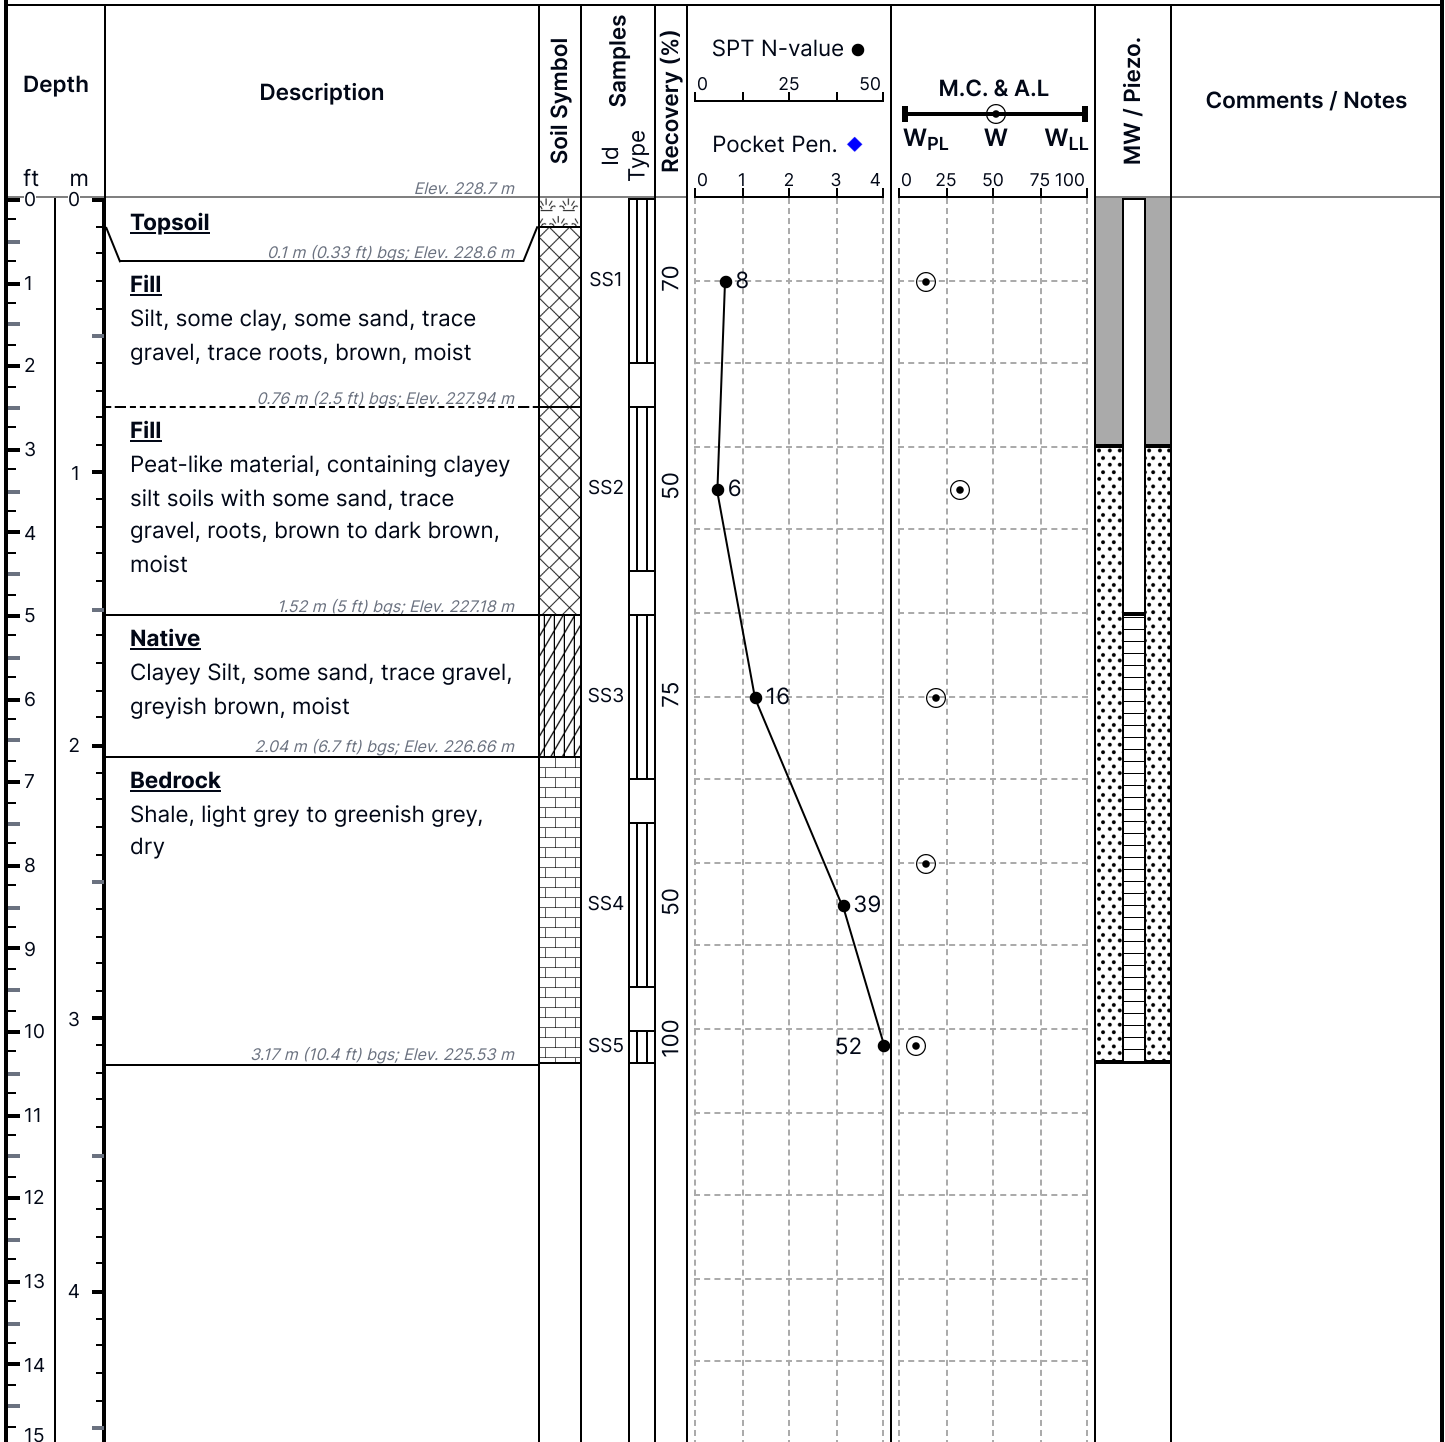 Depth
ft m
Description
Elev. 228.7 m
Soil Symbol
Samples
Id
Type
Recovery (%)
SPT N-value
0 25 50
Pocket Pen.
0 1 2 3 4
M.C. & A.L
WPL W WLL
0 25 50 75 100
MW / Piezo.
Comments / Notes
0 0
Topsoil
0.1 m (0.33 ft) bgs; Elev. 228.6 m
Fill
SS1 70 8
1
Silt, some clay, some sand, trace
gravel, trace roots, brown, moist
2
0.76 m (2.5 ft) bgs; Elev. 227.94 m
Fill
3
Peat-like material, containing clayey
1
silt soils with some sand, trace
SS2 50 6
gravel, roots, brown to dark brown,
4
moist
1.52 m (5 ft) bgs; Elev. 227.18 m
5
Native
Clayey Silt, some sand, trace gravel,
SS3 75 16
6
greyish brown, moist
2
2.04 m (6.7 ft) bgs; Elev. 226.66 m
Bedrock
7
Shale, light grey to greenish grey,
dry
8
SS4 50 39
9
3
10
SS5 100 52
3.17 m (10.4 ft) bgs; Elev. 225.53 m
11
12
13
4
14
15